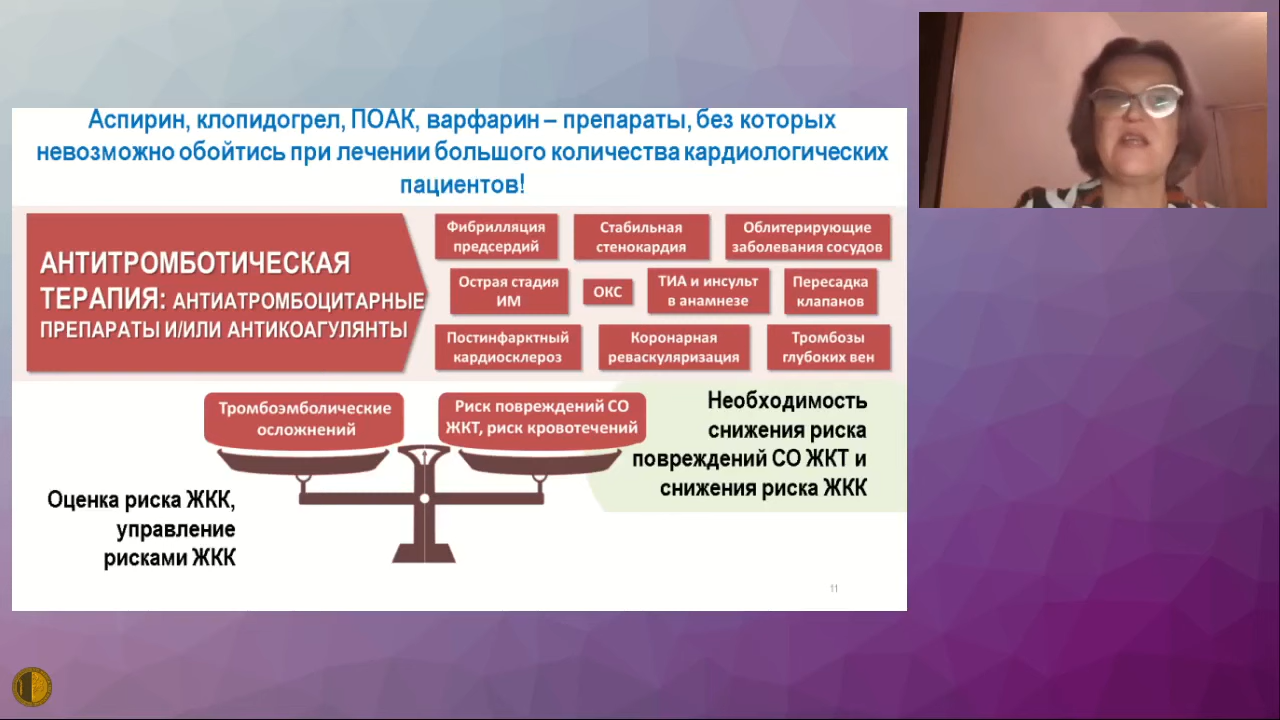 Аспирин, клопидогрел, ПОАК, варфарин – препараты, без которых
невозможно обойтись при лечении большого количества кардиологических
пациентов!
АНТИТРОМБОТИЧЕСКАЯ
ТЕРАПИЯ: АНТИАТРОМБОЦИТАРНЫЕ
ПРЕПАРАТЫ И/ИЛИ АНТИКОАГУЛЯНТЫ
Фибрилляция
предсердий
Стабильная
стенокардия
Облитерирующие
заболевания сосудов
Острая стадия
ИМ
ОКС
ТИА и инсульт
в анамнезе
Пересадка
клапанов
Постинфарктный
кардиосклероз
Коронарная
реваскуляризация
Тромбозы
глубоких вен
Тромбоэмболические
осложнений
Риск повреждений СО
ЖКТ, риск кровотечений
Необходимость
снижения риска
повреждений СО ЖКТ и
снижения риска ЖКК
Оценка риска ЖКК,
управление
рисками ЖКК
11